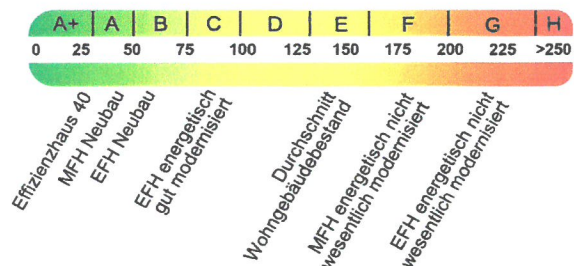 A+ A B C D E F G H
0 25 50 75 100 125 150 175 200 225 >250
Effizienzhaus 40
MFH Neubau
EFH Neubau
EFH energetisch
gut modernisiert
Durchschnitt
Wohngebäudebestand
MFH energetisch nicht
wesentlich modernisiert
EFH energetisch nicht
wesentlich modernisiert